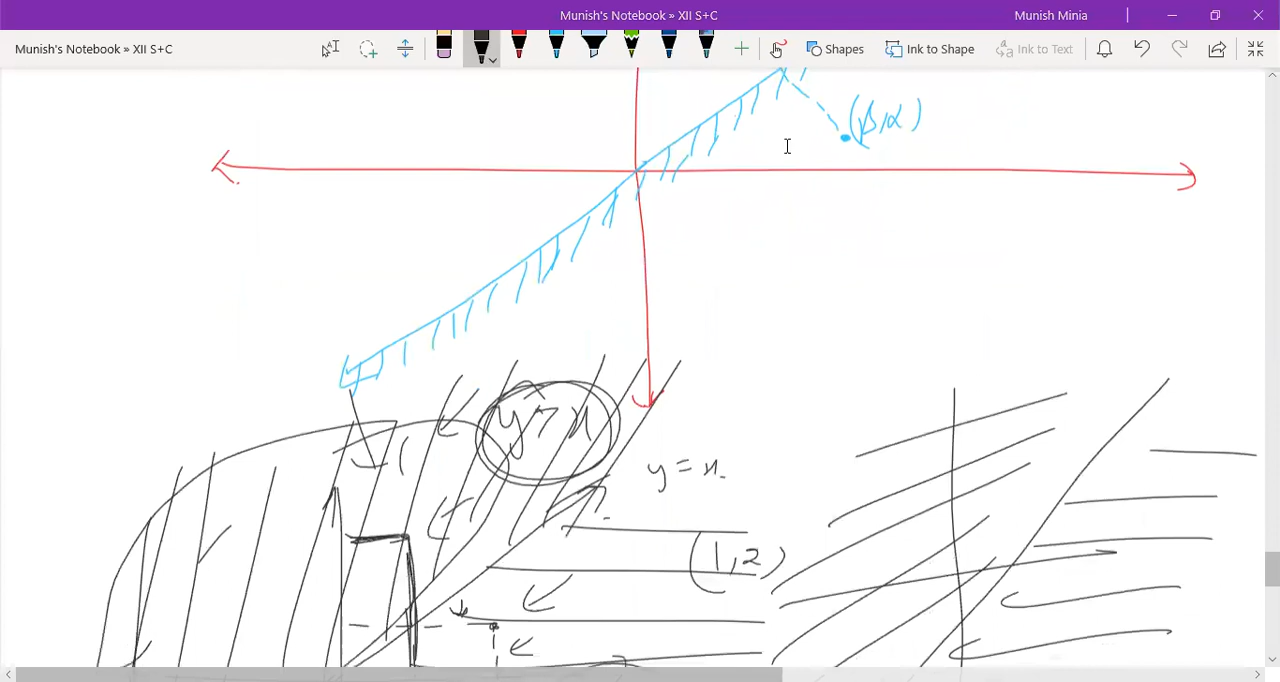 Munish's Notebook » XII S+C
Munish Minia
Munish's Notebook » XII S+C
Shapes
Ink to Shape
Ink to Text
(β,α)
y>x
y=x
(1,2)